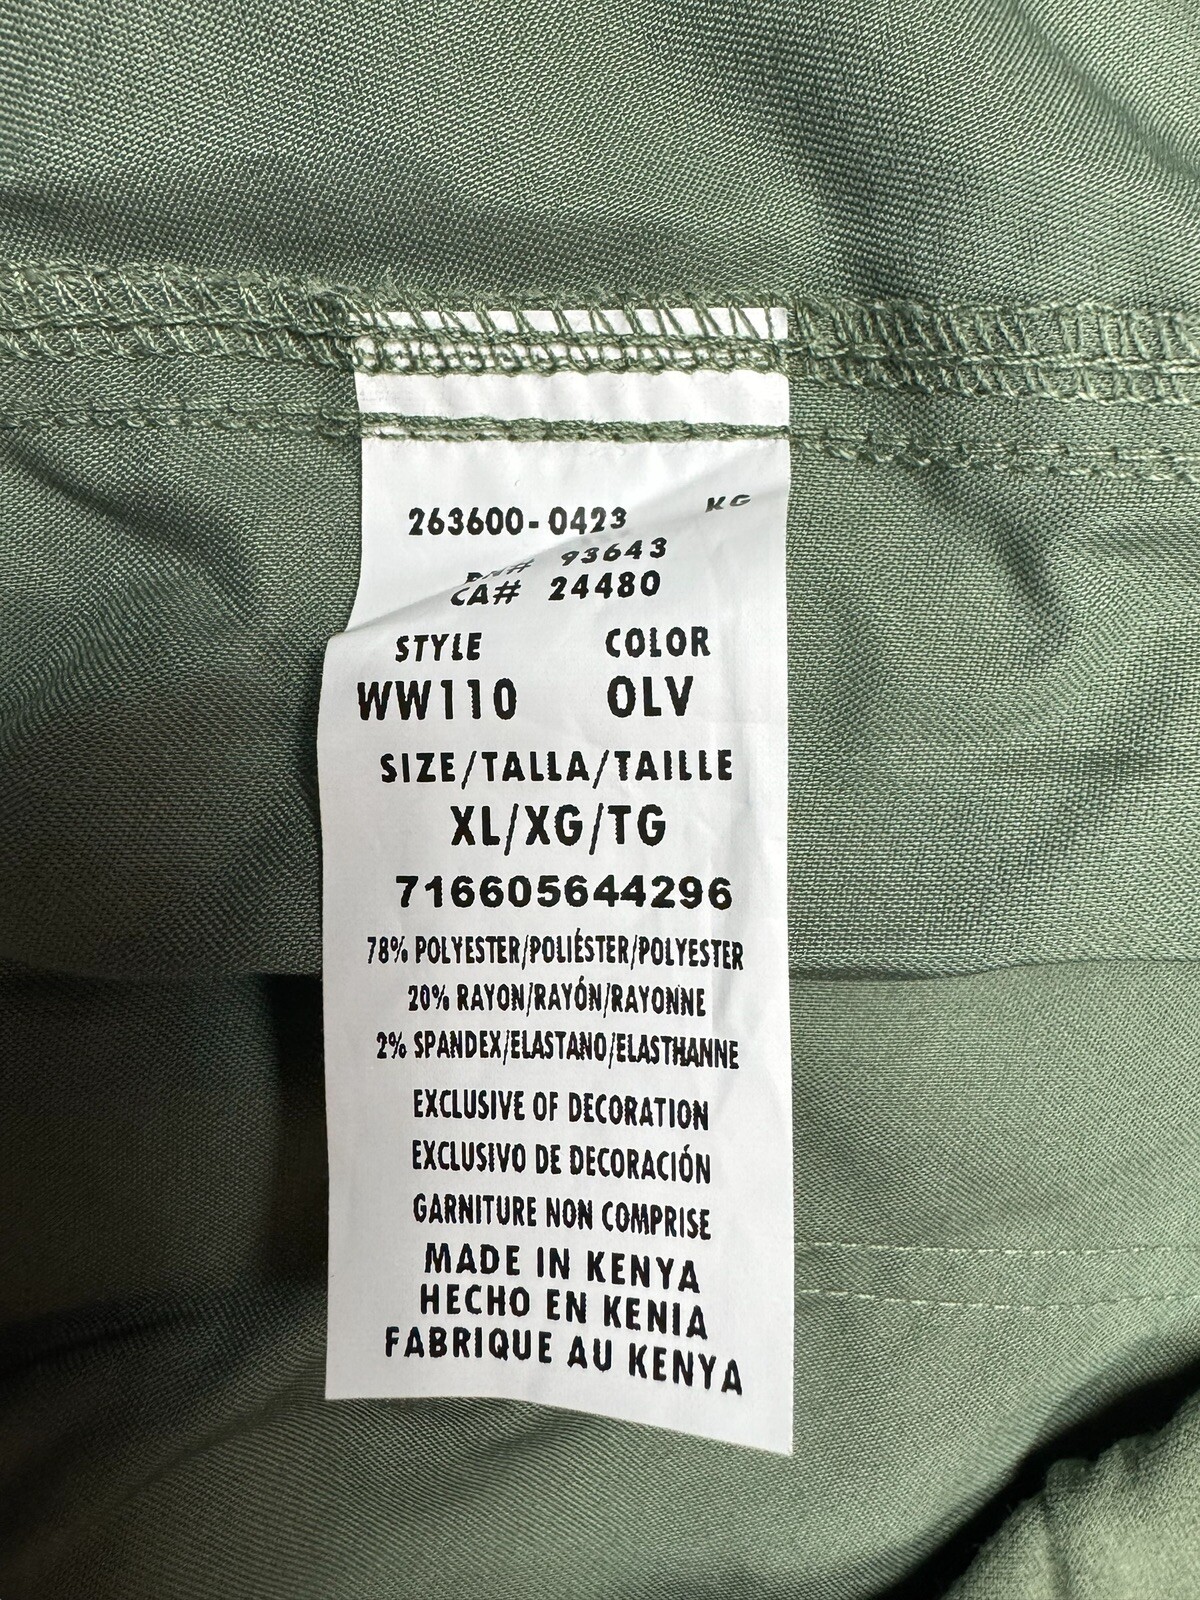 263600-0423 KG
RN# 93643
CA# 24480
STYLE COLOR
WW110 OLV
SIZE/TALLA/TAILLE
XL/XG/TG
716605644296
78% POLYESTER/POLIÉSTER/POLYESTER
20% RAYON/RAYÓN/RAYONNE
2% SPANDEX/ELASTANO/ELASTHANNE
EXCLUSIVE OF DECORATION
EXCLUSIVO DE DECORACIÓN
GARNITURE NON COMPRISE
MADE IN KENYA
HECHO EN KENIA
FABRIQUE AU KENYA